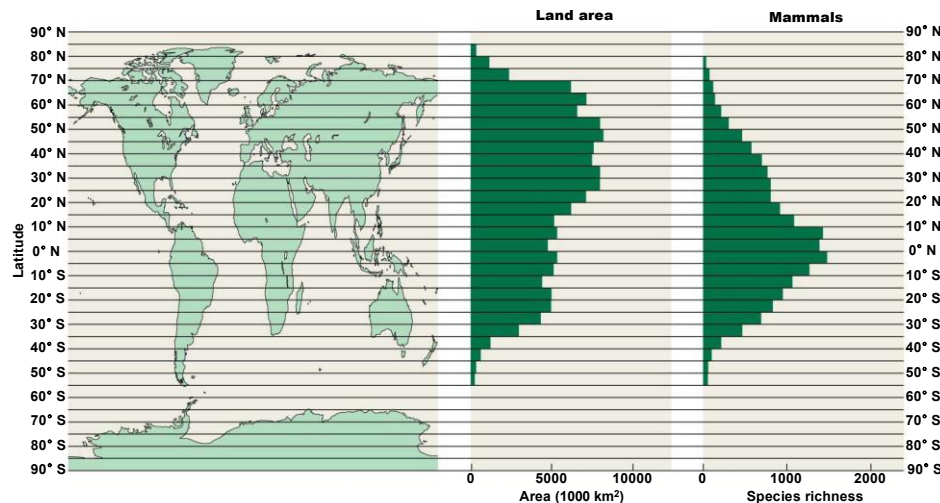 Land area
Mammals
90° N 90° N
80° N 80° N
70° N 70° N
60° N 60° N
50° N 50° N
40° N 40° N
30° N 30° N
20° N 20° N
10° N 10° N
0° N 0° N
10° S 10° S
20° S 20° S
30° S 30° S
40° S 40° S
50° S 50° S
60° S 60° S
70° S 70° S
80° S 80° S
90° S 90° S
Latitude
0 5000 10000
Area (1000 km²)
0 1000 2000
Species richness